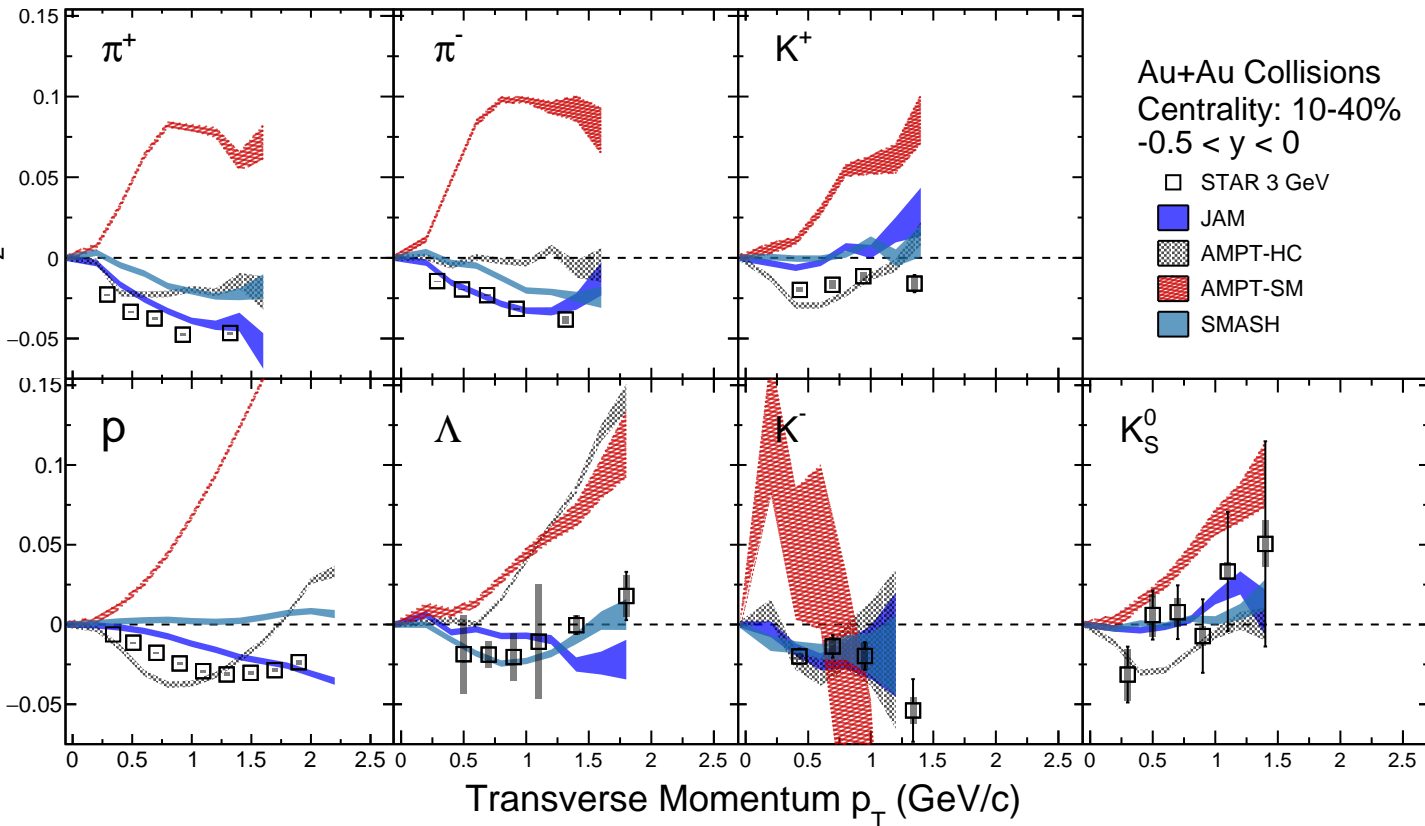 0.15
0.1
0.05
0
−0.05
2
π+
π-
K+
Au+Au Collisions
Centrality: 10-40%
-0.5 < y < 0
STAR 3 GeV
JAM
AMPT-HC
AMPT-SM
SMASH
0.15
0.1
0.05
0
−0.05
p
Λ
K-
K0S
0 0.5 1 1.5 2 2.5
0 0.5 1 1.5 2 2.5
0 0.5 1 1.5 2 2.5
0 0.5 1 1.5 2 2.5
Transverse Momentum pT (GeV/c)